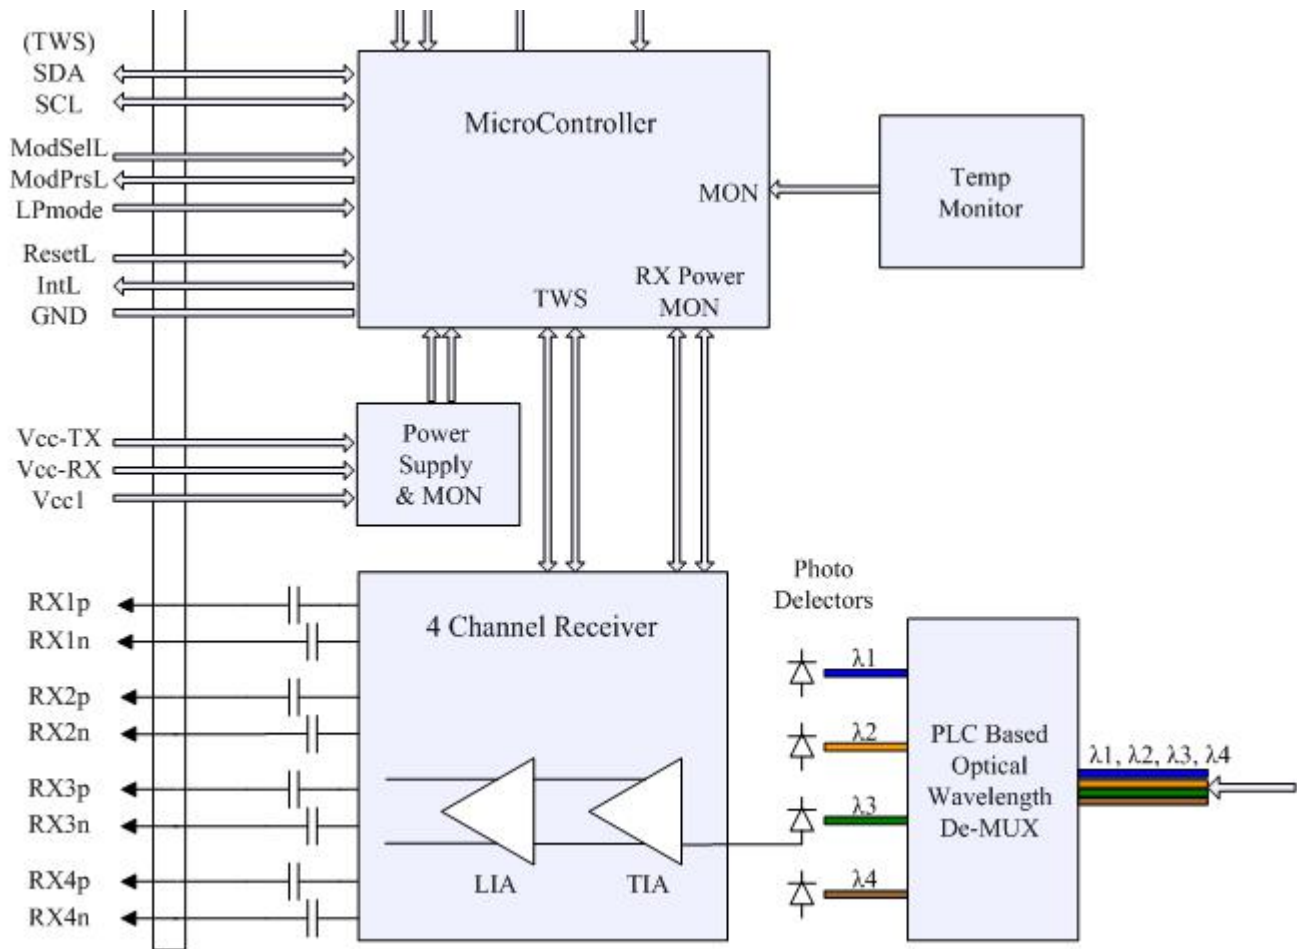 (TWS)
SDA
SCL
ModSelL
ModPrsL
LPmode
ResetL
IntL
GND
MicroController
MON
RX Power
MON
TWS
Temp
Monitor
Vcc-TX
Vcc-RX
Vcc1
Power
Supply
& MON
RX1p
RX1n
RX2p
RX2n
RX3p
RX3n
RX4p
RX4n
4 Channel Receiver
LIA
TIA
Photo
Delectors
λ1
λ2
λ3
λ4
PLC Based
Optical
Wavelength
De-MUX
λ1, λ2, λ3, λ4